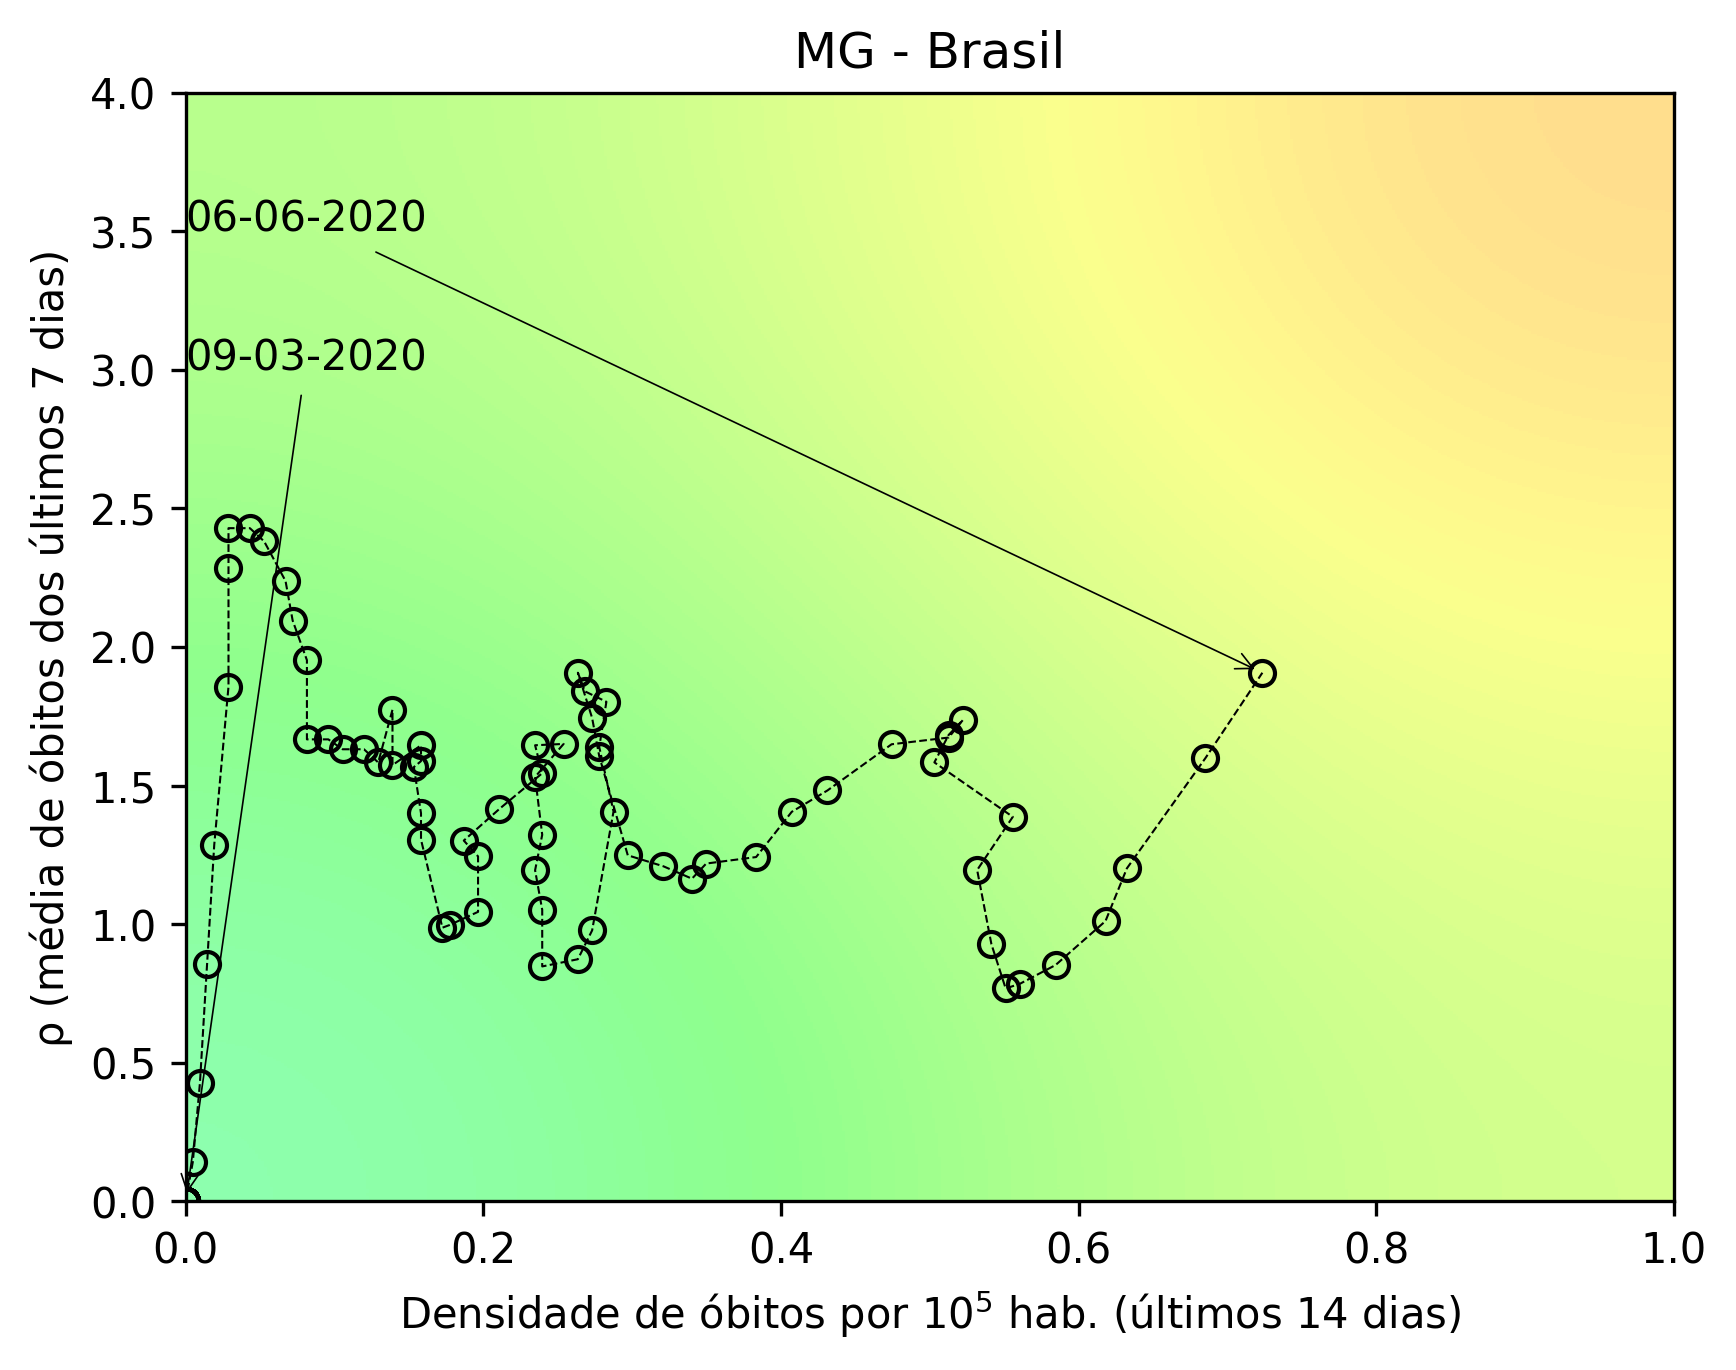 MG - Brasil
4.0
3.5
3.0
2.5
2.0
1.5
1.0
0.5
0.0
ρ (média de óbitos dos últimos 7 dias)
06-06-2020
09-03-2020
0.0 0.2 0.4 0.6 0.8 1.0
Densidade de óbitos por 10⁵ hab. (últimos 14 dias)